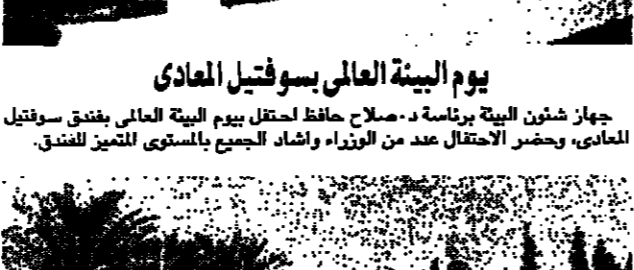 يوم البيئة العالمى بسوفتيل المعادى
جهاز شئون البيئة برئاسة د.صلاح حافظ احتفل بيوم البيئة العالمى بفندق سوفتيل
المعادى، وحضر الاحتفال عدد من الوزراء واشاد الجميع بالمستوى المتميز للفندق.